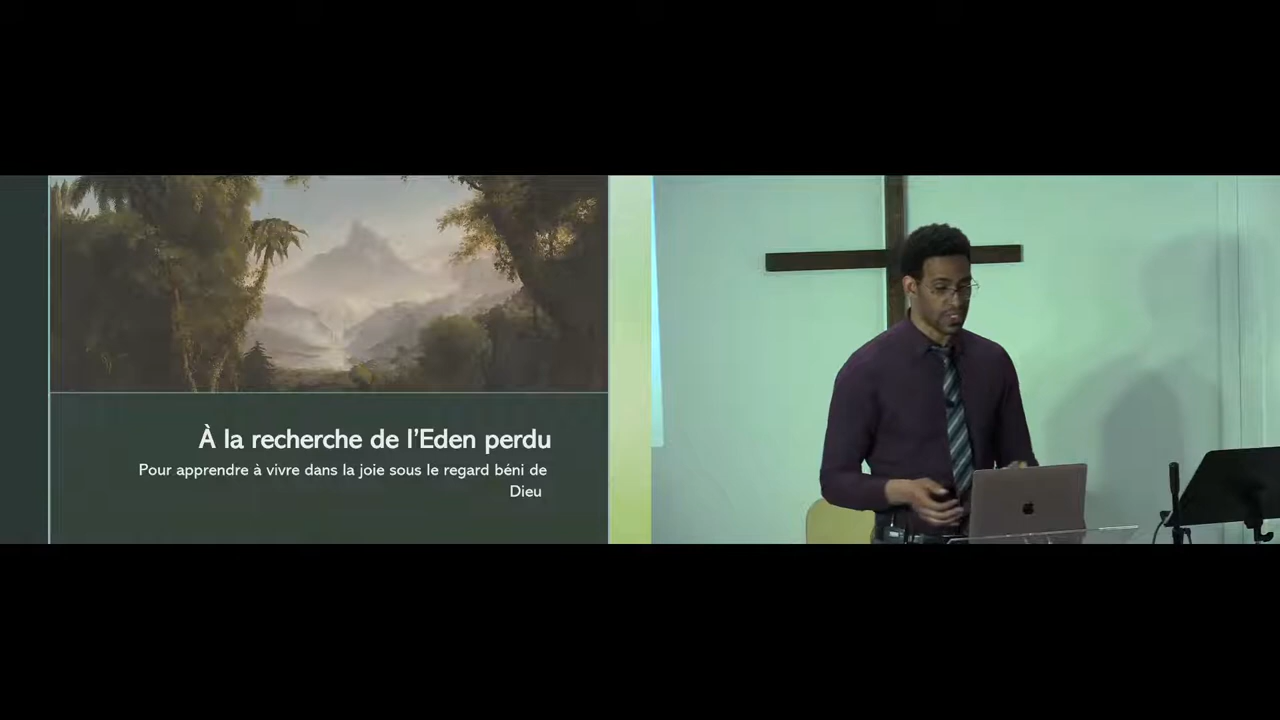 À la recherche de l’Eden perdu
Pour apprendre à vivre dans la joie sous le regard béni de
Dieu